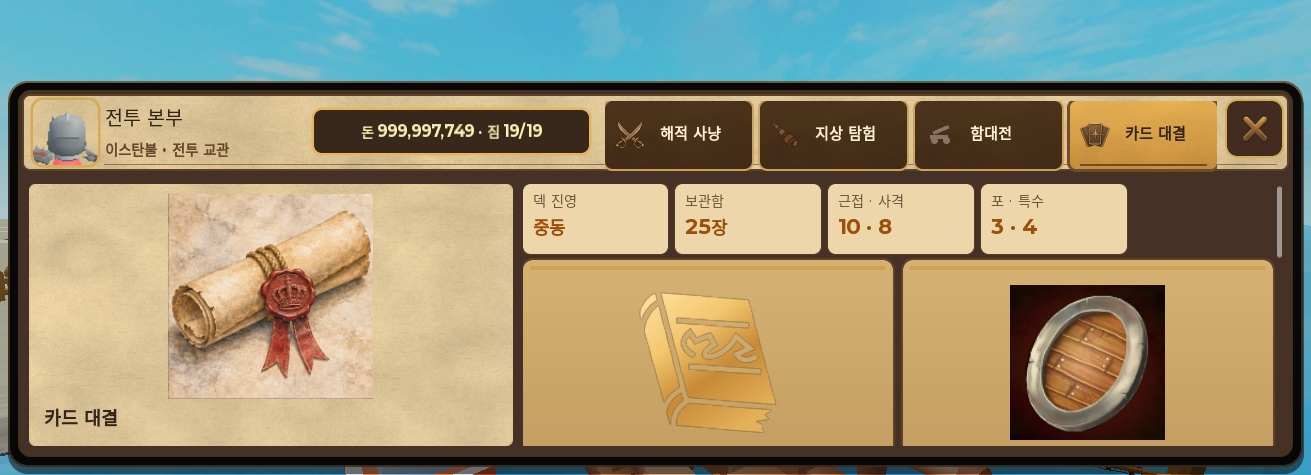 전투 본부
이스탄불 • 전투 교관
돈 999,997,749 · 짐 19/19
해적 사냥
지상 탐험
함대전
카드 대결
덱 진영
중동
보관함
25장
근접 · 사격
10 · 8
포 · 특수
3 · 4
카드 대결